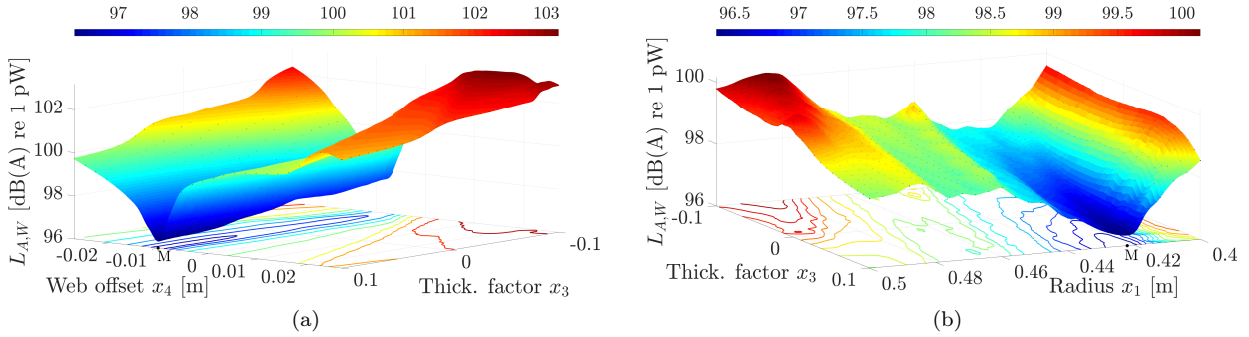 97 98 99 100 101 102 103
L_{A,W} [dB(A) re 1 pW]
102
100
98
96
-0.02 -0.01 0 0.01 0.02 0.1
M
0 -0.1
Web offset x_4 [m] Thick. factor x_3
(a)
96.5 97 97.5 98 98.5 99 99.5 100
L_{A,W} [dB(A) re 1 pW]
100
98
96
-0.1 0 0.1
0.5 0.48 0.46 0.44 0.42 0.4
M
Thick. factor x_3 Radius x_1 [m]
(b)